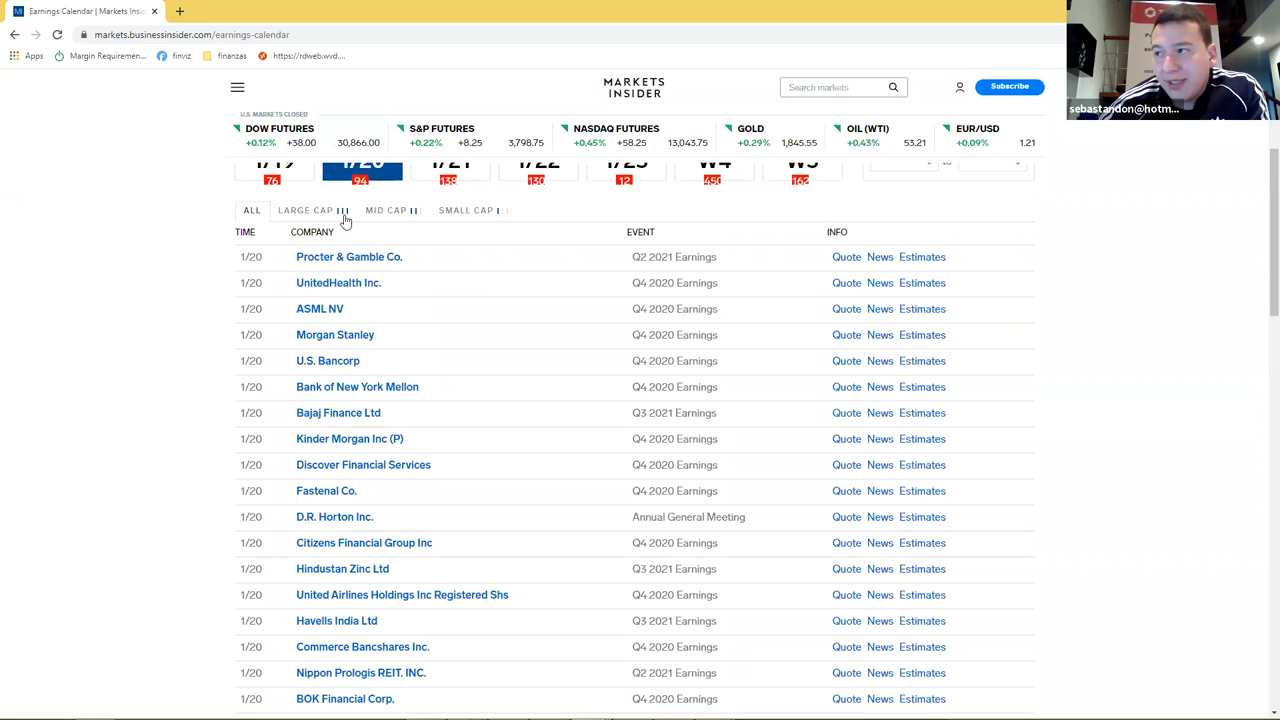 Earnings Calendar | Markets Insi
markets.businessinsider.com/earnings-calendar
Apps Margin Requiremen... finviz finanzas https://rdweb.wvd....
MARKETS
INSIDER
Search markets
Subscribe
sebastandon@hotm...
U.S. MARKETS CLOSED
DOW FUTURES S&P FUTURES NASDAQ FUTURES GOLD OIL (WTI) EUR/USD
+0.12% +38.00 30,866.00 +0.22% +8.25 3,798.75 +0.45% +58.25 13,043.75 +0.29% 1,845.55 +0.43% 53.21 +0.09% 1.21
1/19 1/20 1/21 1/22 1/25 W4 W5 to
76 94 138 130 12 450 162
ALL LARGE CAP MID CAP SMALL CAP
TIME COMPANY EVENT INFO
1/20 Procter & Gamble Co. Q2 2021 Earnings Quote News Estimates
1/20 UnitedHealth Inc. Q4 2020 Earnings Quote News Estimates
1/20 ASML NV Q4 2020 Earnings Quote News Estimates
1/20 Morgan Stanley Q4 2020 Earnings Quote News Estimates
1/20 U.S. Bancorp Q4 2020 Earnings Quote News Estimates
1/20 Bank of New York Mellon Q4 2020 Earnings Quote News Estimates
1/20 Bajaj Finance Ltd Q3 2021 Earnings Quote News Estimates
1/20 Kinder Morgan Inc (P) Q4 2020 Earnings Quote News Estimates
1/20 Discover Financial Services Q4 2020 Earnings Quote News Estimates
1/20 Fastenal Co. Q4 2020 Earnings Quote News Estimates
1/20 D.R. Horton Inc. Annual General Meeting Quote News Estimates
1/20 Citizens Financial Group Inc Q4 2020 Earnings Quote News Estimates
1/20 Hindustan Zinc Ltd Q3 2021 Earnings Quote News Estimates
1/20 United Airlines Holdings Inc Registered Shs Q4 2020 Earnings Quote News Estimates
1/20 Havells India Ltd Q3 2021 Earnings Quote News Estimates
1/20 Commerce Bancshares Inc. Q4 2020 Earnings Quote News Estimates
1/20 Nippon Prologis REIT. INC. Q2 2021 Earnings Quote News Estimates
1/20 BOK Financial Corp. Q4 2020 Earnings Quote News Estimates